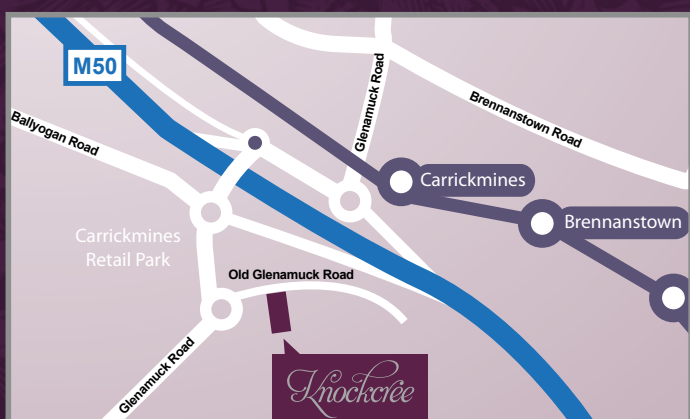 M50
Ballyogan Road
Glenamuck Road
Brennanstown Road
Carrickmines
Brennanstown
Carrickmines
Retail Park
Old Glenamuck Road
Glenamuck Road
Knockcree